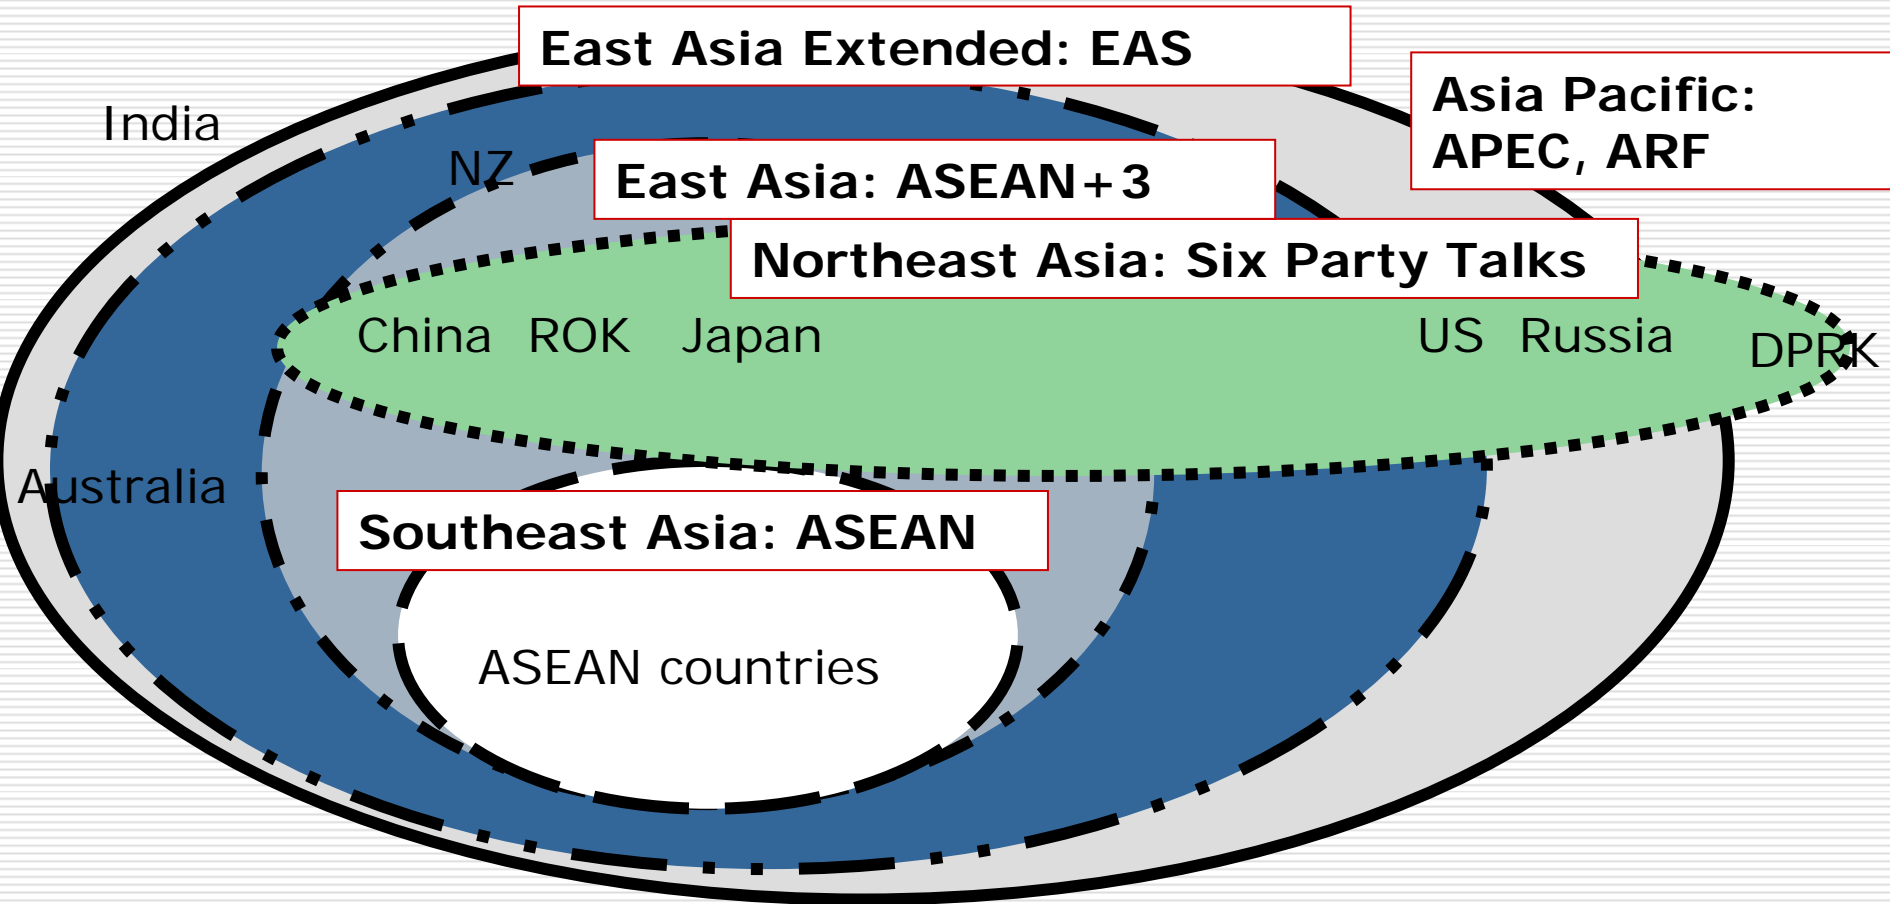 East Asia Extended: EAS
Asia Pacific:
APEC, ARF
India
NZ
East Asia: ASEAN+3
Northeast Asia: Six Party Talks
China ROK Japan US Russia DPRK
Australia
Southeast Asia: ASEAN
ASEAN countries